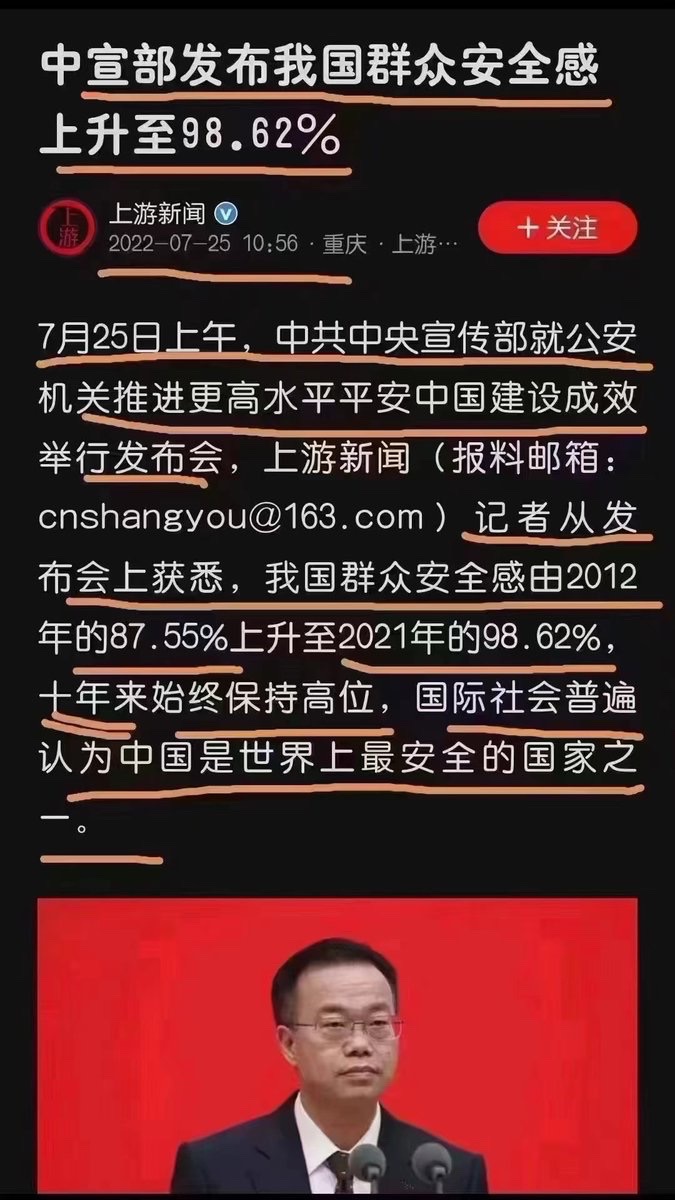 中宣部发布我国群众安全感
上升至98.62%
上游
上游新闻
2022-07-25 10:56 · 重庆 · 上游…
+关注
7月25日上午，中共中央宣传部就公安
机关推进更高水平平安中国建设成效
举行发布会，上游新闻（报料邮箱：
cnshangyou@163.com）记者从发
布会上获悉，我国群众安全感由2012
年的87.55%上升至2021年的98.62%，
十年来始终保持高位，国际社会普遍
认为中国是世界上最安全的国家之
一。